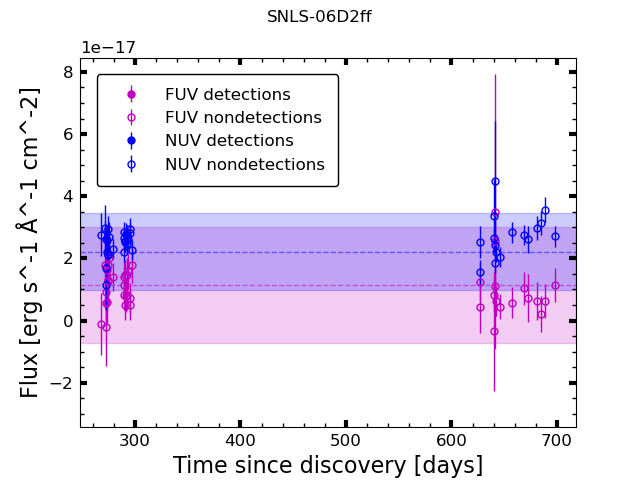 SNLS-06D2ff
1e−17
8
6
4
2
0
−2
FUV detections
FUV nondetections
NUV detections
NUV nondetections
300 400 500 600 700
Time since discovery [days]
Flux [erg s^-1 Å^-1 cm^-2]